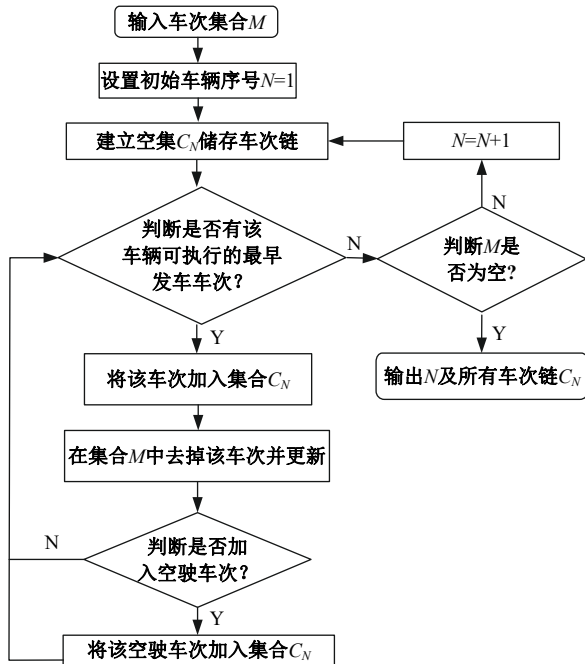 输入车次集合M
设置初始车辆序号N=1
建立空集C_N储存车次链
N=N+1
判断是否有该
车辆可执行的最早
发车车次？
N
判断M是
否为空?
N
Y
Y
将该车次加入集合C_N
输出N及所有车次链C_N
在集合M中去掉该车次并更新
判断是否加
入空驶车次？
N
Y
将该空驶车次加入集合C_N